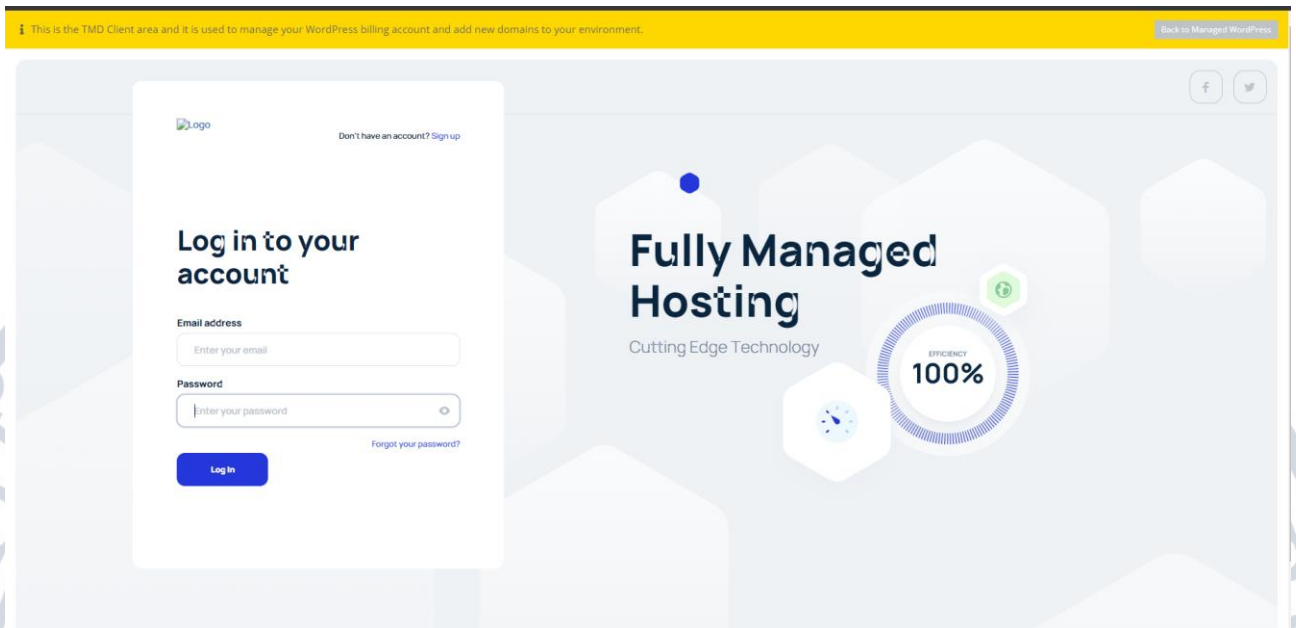 This is the TMD Client area and it is used to manage your WordPress billing account and add new domains to your environment.
Back to Managed WordPress
Logo
Don't have an account? Sign up
Log in to your
account
Email address
Enter your email
Password
Enter your password
Forgot your password?
Log In
Fully Managed
Hosting
Cutting Edge Technology
EFFICIENCY
100%